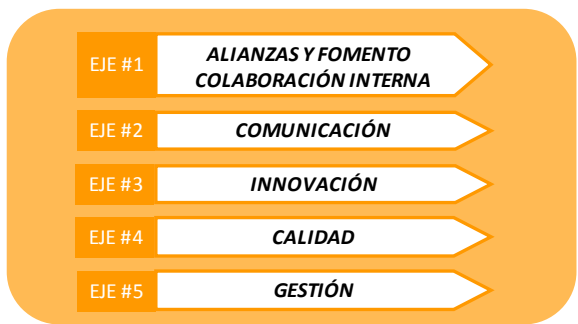 EJE #1
ALIANZAS Y FOMENTO
COLABORACIÓN INTERNA
EJE #2
COMUNICACIÓN
EJE #3
INNOVACIÓN
EJE #4
CALIDAD
EJE #5
GESTIÓN